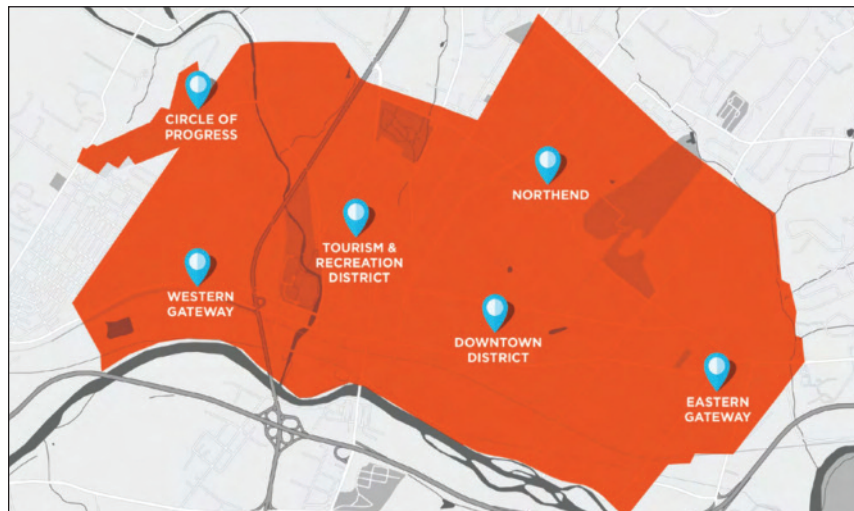 CIRCLE OF
PROGRESS
NORTHEND
TOURISM &
RECREATION
DISTRICT
WESTERN
GATEWAY
DOWNTOWN
DISTRICT
EASTERN
GATEWAY